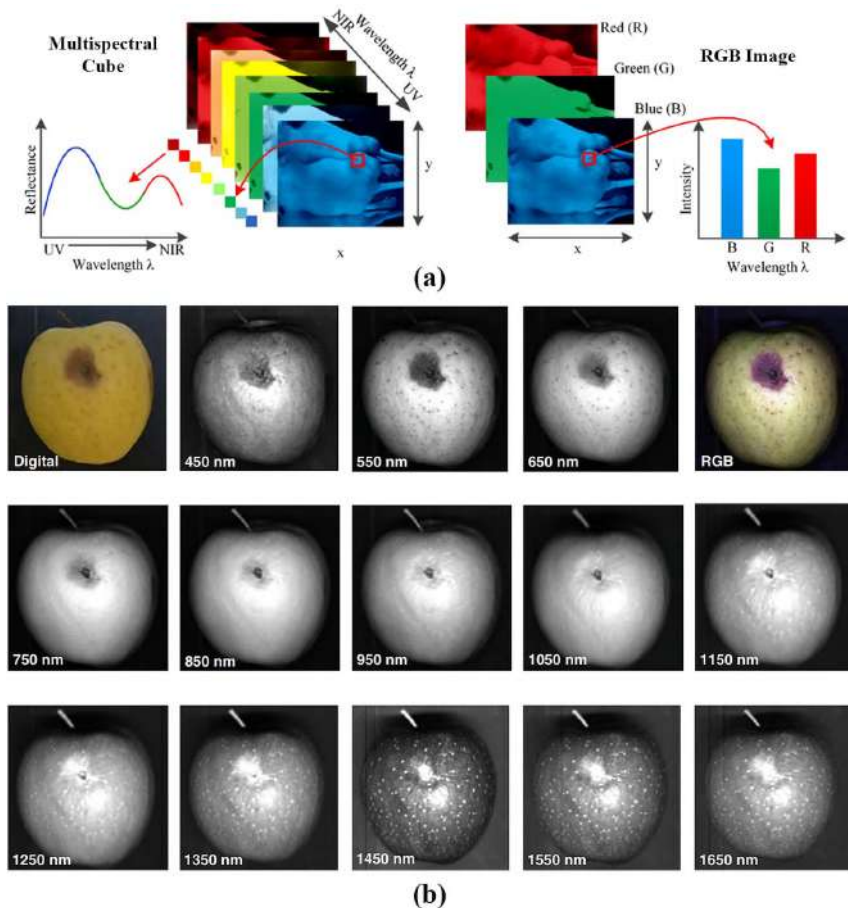 Multispectral
Cube
NIR
Wavelength λ
UV
Reflectance
UV
NIR
Wavelength λ
y
x
Red (R)
Green (G)
Blue (B)
RGB Image
y
x
Intensity
B G R
Wavelength λ
(a)
Digital
450 nm
550 nm
650 nm
RGB
750 nm
850 nm
950 nm
1050 nm
1150 nm
1250 nm
1350 nm
1450 nm
1550 nm
1650 nm
(b)